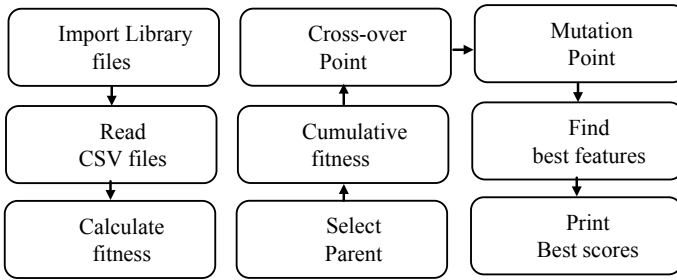 Import Library
files
Read
CSV files
Calculate
fitness
Select
Parent
Cumulative
fitness
Cross-over
Point
Mutation
Point
Find
best features
Print
Best scores